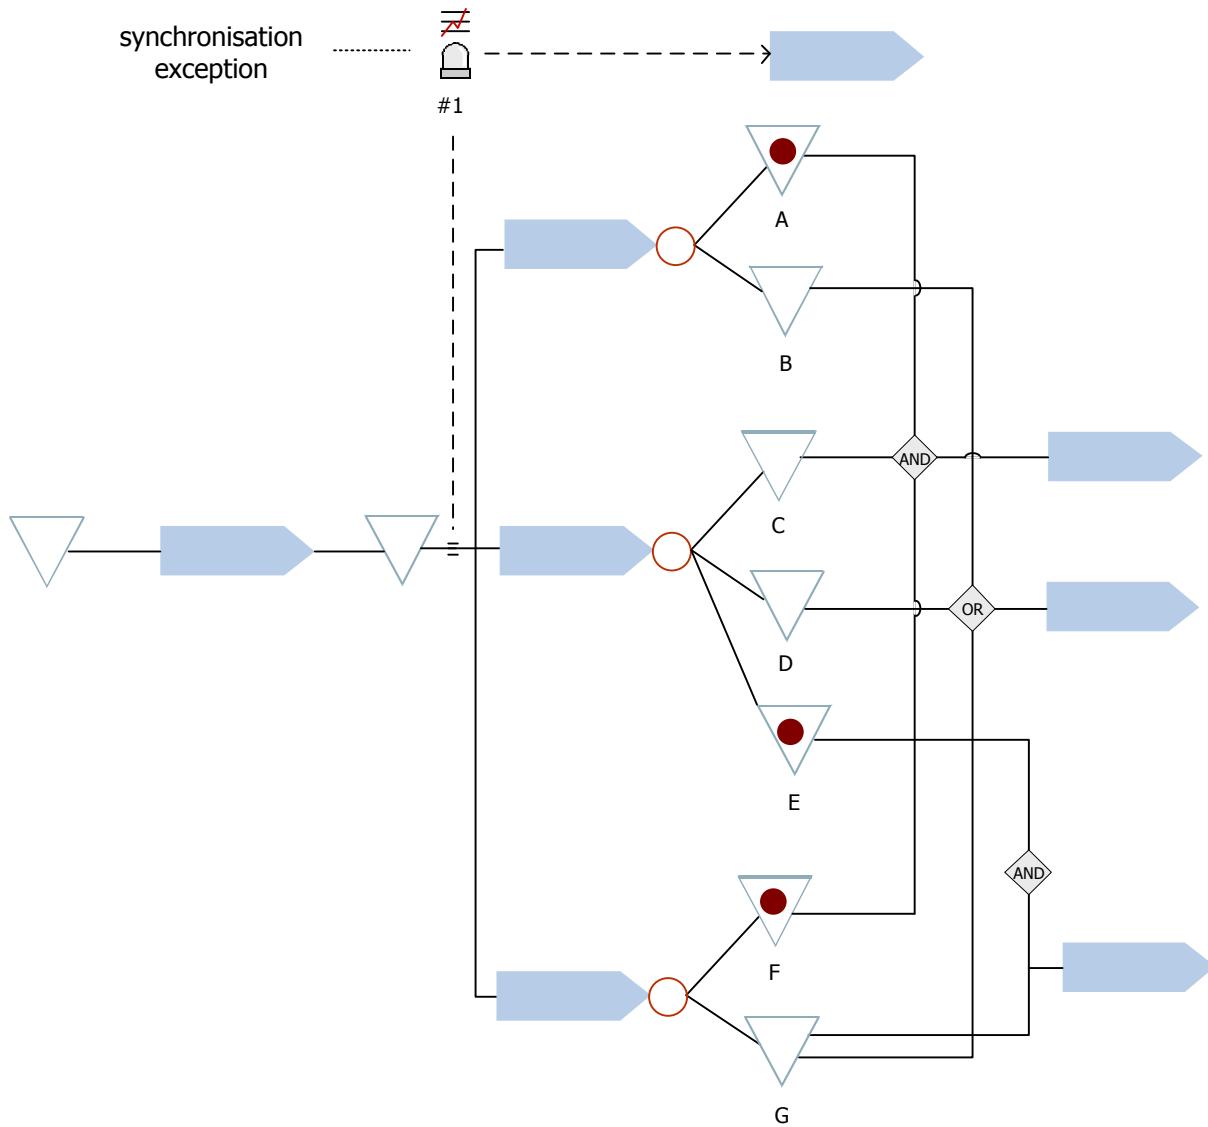 synchronisation
exception
#1
A
B
AND
C
OR
D
E
AND
F
G